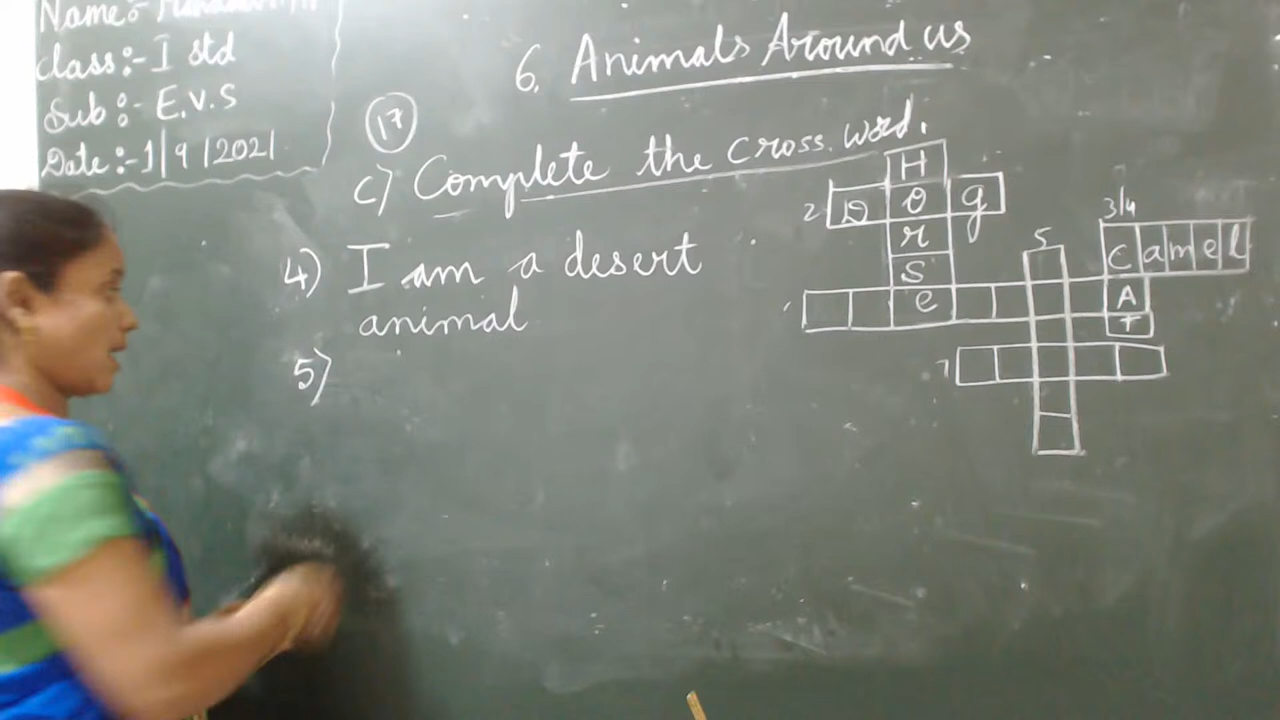 Name:-
Class:- I std
Sub :- E.V.S
Date :- 1/9/2021
6. Animals Around us
17
c) Complete the cross word.
4) I am a desert
animal
5)
H
2 D o g
r
s
e
5
3/4
C a m e l
A
T
7